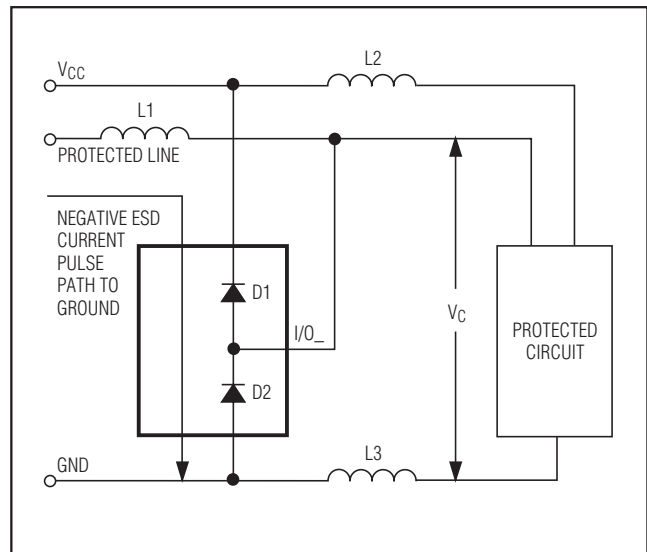 VCC
L2
L1
PROTECTED LINE
NEGATIVE ESD
CURRENT
PULSE
PATH TO
GROUND
D1
I/O_
VC
PROTECTED
CIRCUIT
D2
L3
GND